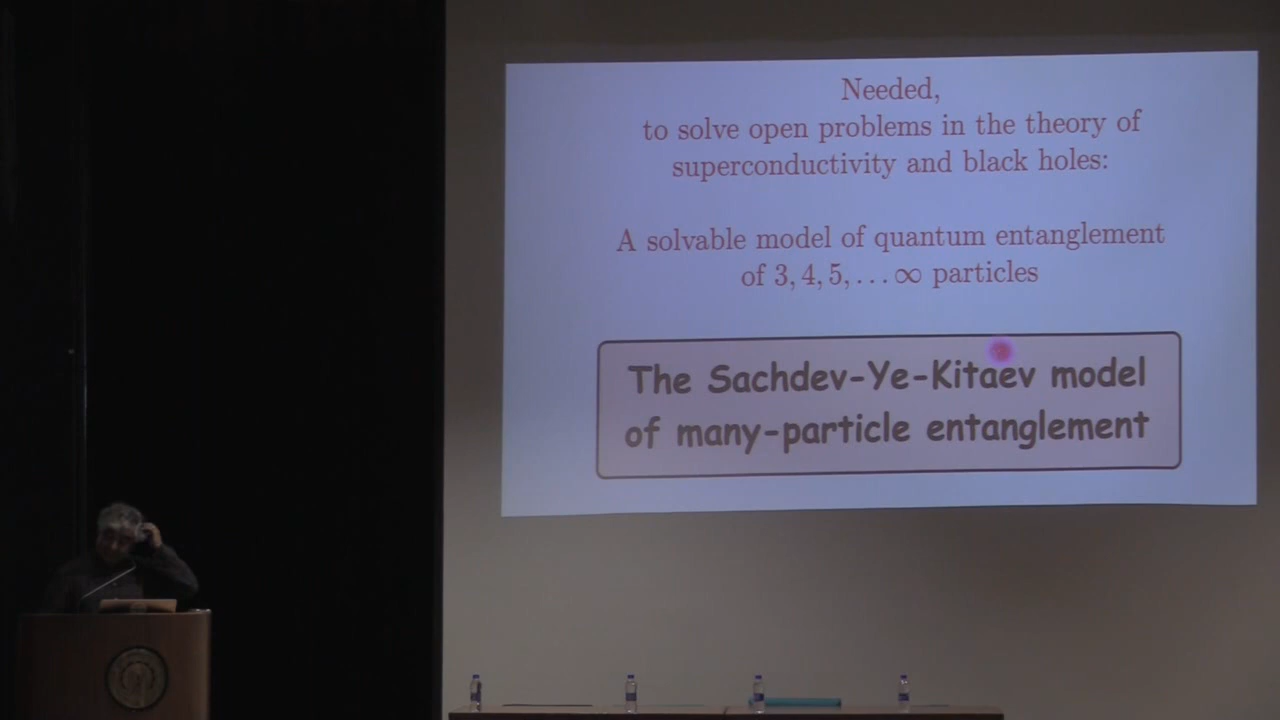 Needed,
to solve open problems in the theory of
superconductivity and black holes:
A solvable model of quantum entanglement
of 3, 4, 5, … ∞ particles
The Sachdev-Ye-Kitaev model
of many-particle entanglement